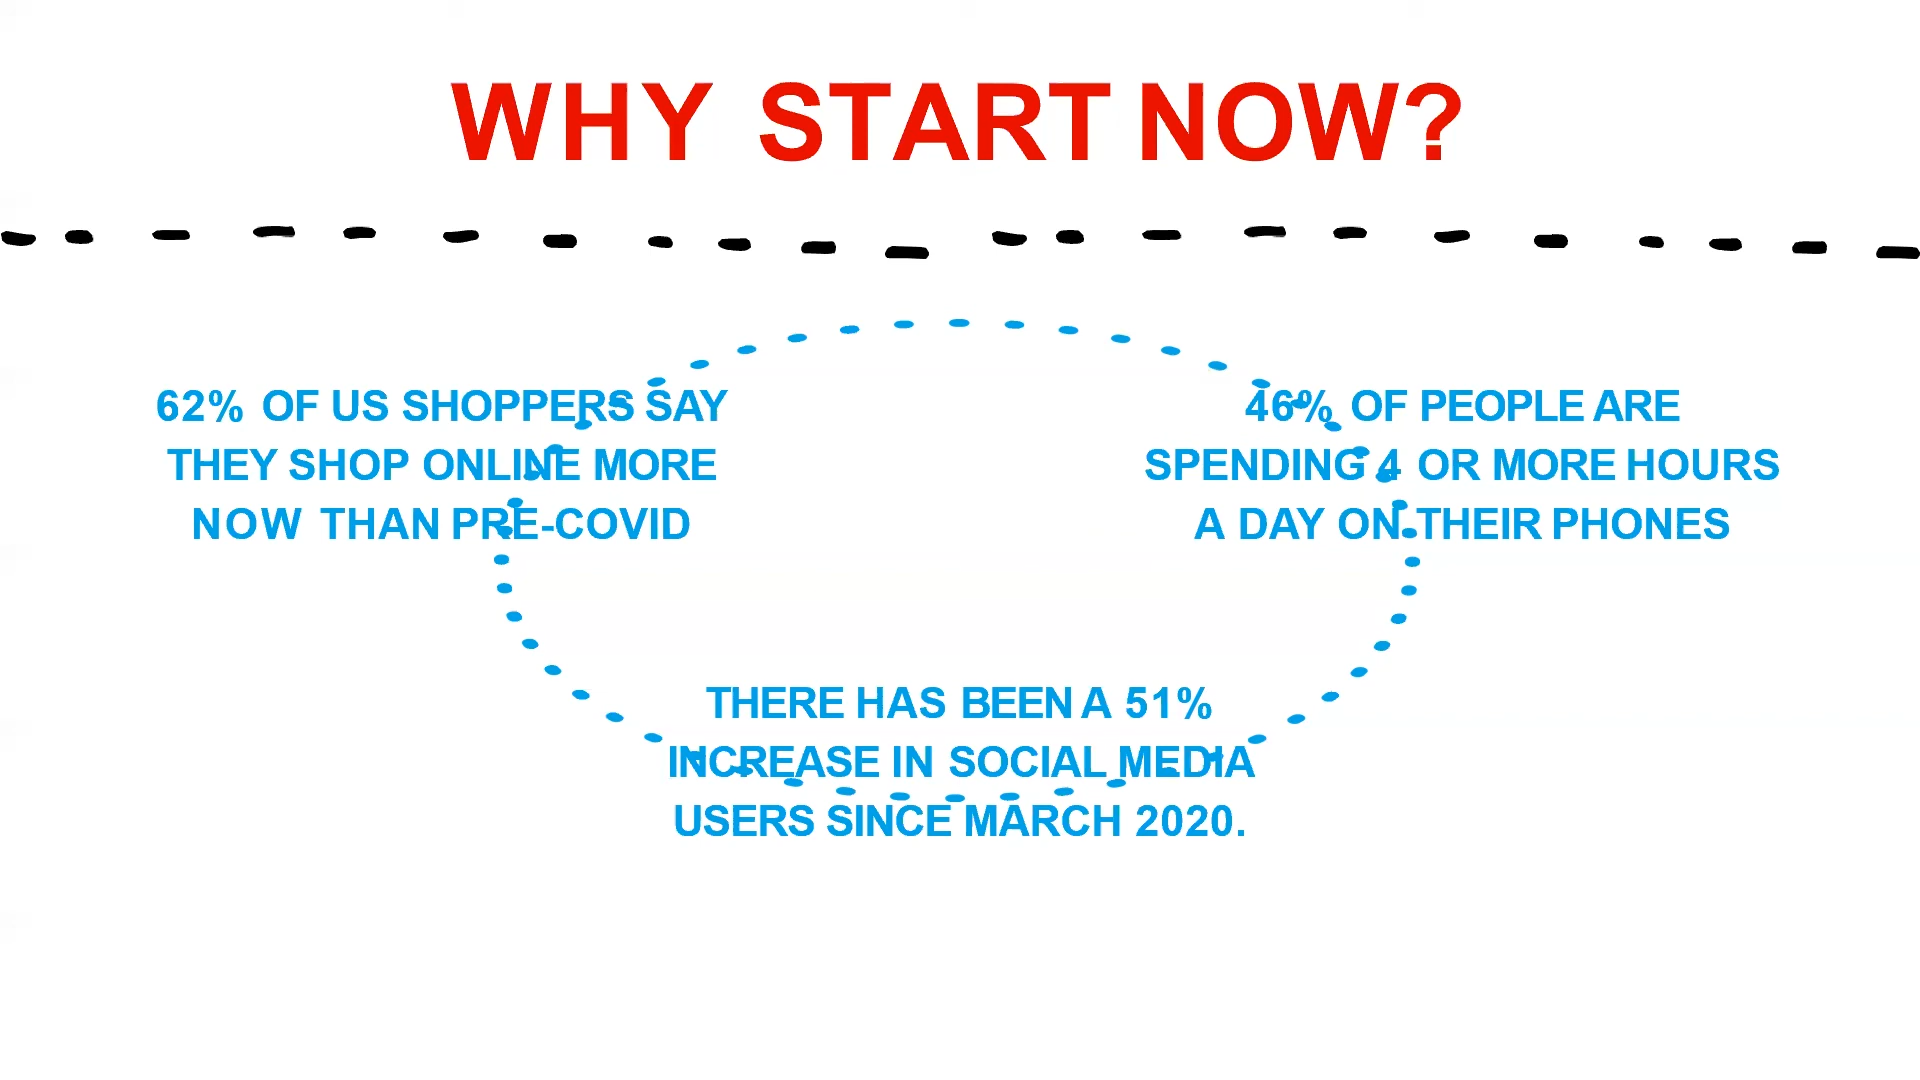 WHY START NOW?
62% OF US SHOPPERS SAY
THEY SHOP ONLINE MORE
NOW THAN PRE-COVID
46% OF PEOPLE ARE
SPENDING 4 OR MORE HOURS
A DAY ON THEIR PHONES
THERE HAS BEEN A 51%
INCREASE IN SOCIAL MEDIA
USERS SINCE MARCH 2020.